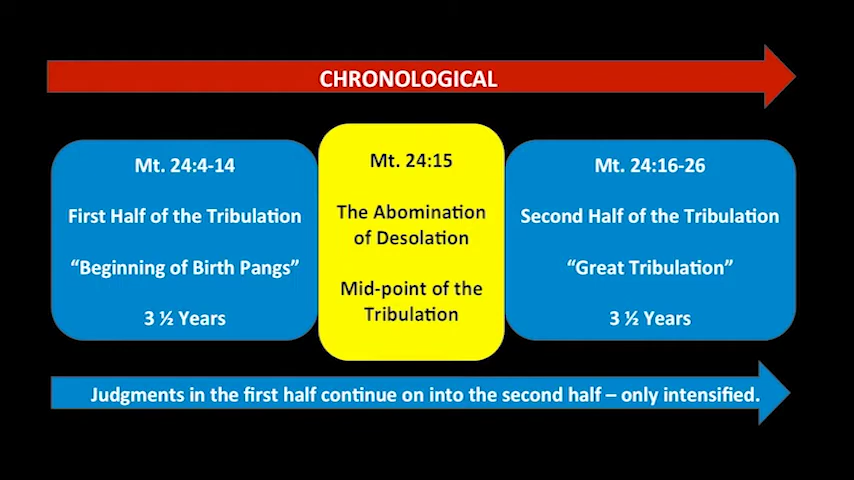 CHRONOLOGICAL
Mt. 24:4-14
First Half of the Tribulation
“Beginning of Birth Pangs”
3 ½ Years
Mt. 24:15
The Abomination
of Desolation
Mid-point of the
Tribulation
Mt. 24:16-26
Second Half of the Tribulation
“Great Tribulation”
3 ½ Years
Judgments in the first half continue on into the second half – only intensified.